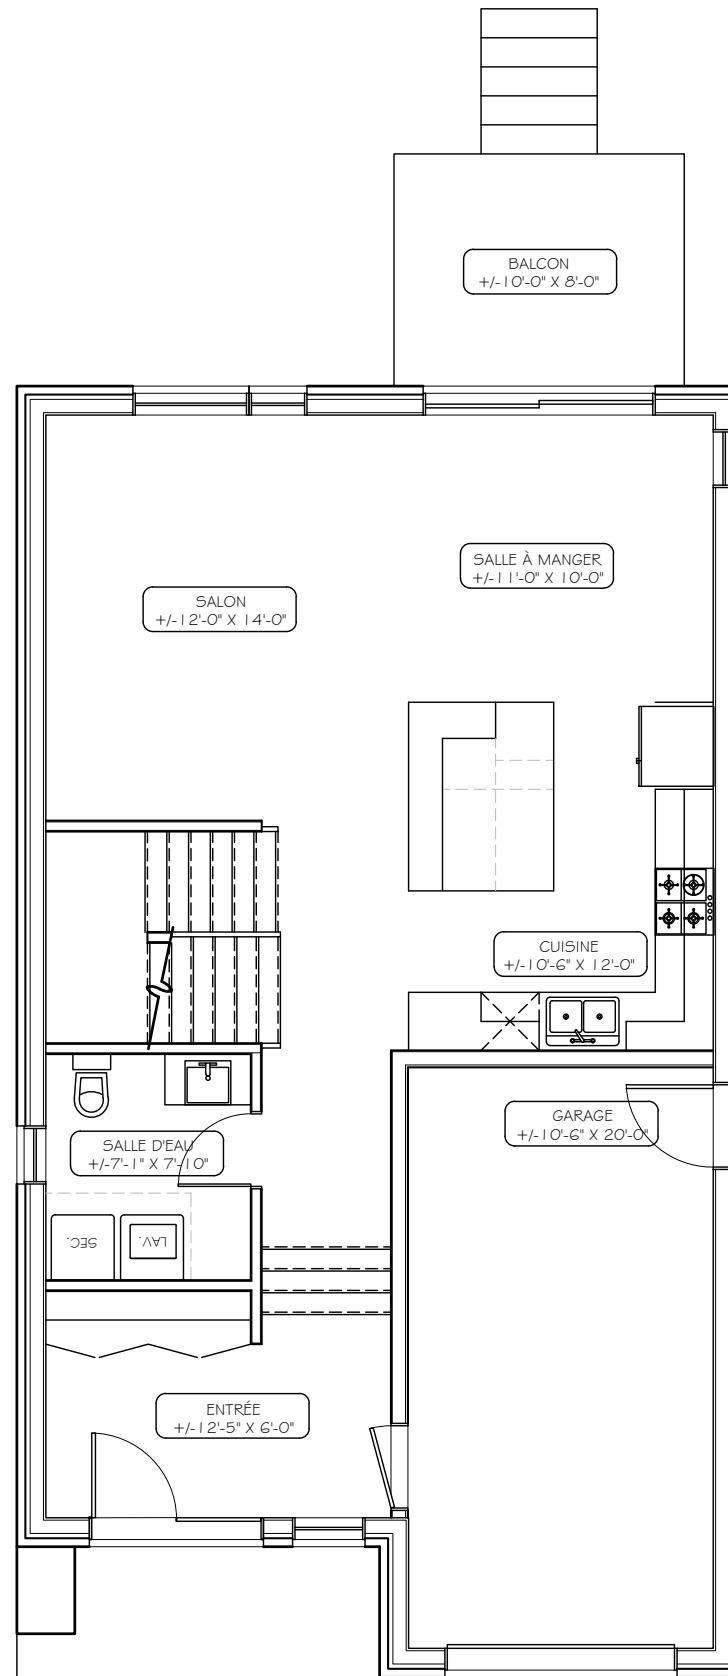 BALCON
+/-10'-0" X 8'-0"
SALLE À MANGER
+/-11'-0" X 10'-0"
SALON
+/-12'-0" X 14'-0"
CUISINE
+/-10'-6" X 12'-0"
GARAGE
+/-10'-6" X 20'-0"
SALLE D'EAU
+/-7'-1" X 7'-10"
SEC.
LAV.
ENTRÉE
+/-12'-5" X 6'-0"